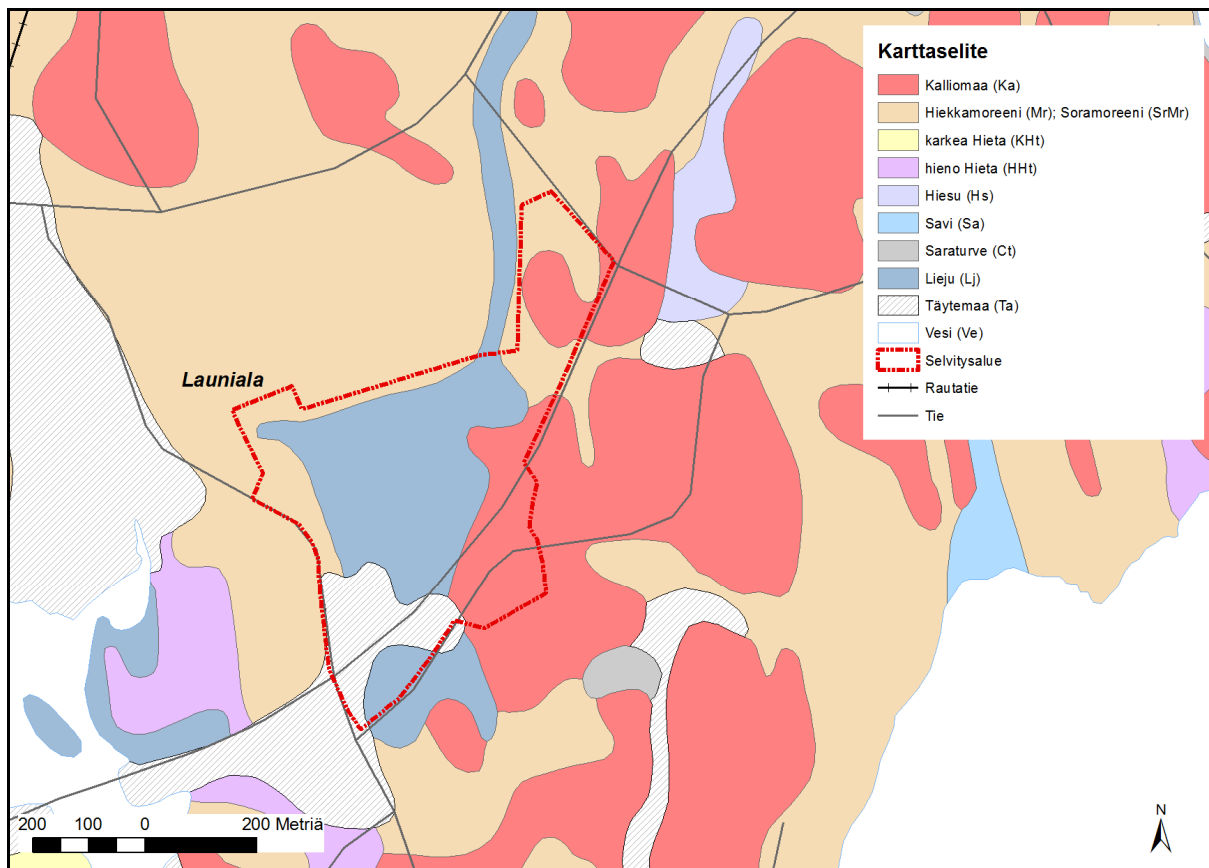 Karttaselite
Kalliomaa (Ka)
Hiekkamoreeni (Mr); Soramoreeni (SrMr)
karkea Hieta (KHt)
hieno Hieta (HHt)
Hiesu (Hs)
Savi (Sa)
Saraturve (Ct)
Lieju (Lj)
Täytemaa (Ta)
Vesi (Ve)
Selvitysalue
Rautatie
Tie
Launiala
200 100 0 200 Metriä
N